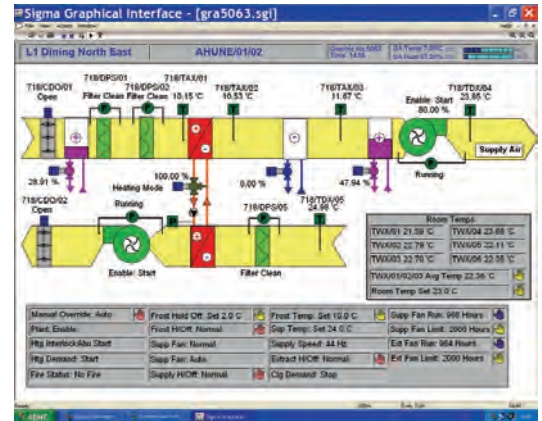 Sigma Graphical Interface - [gra5063.sgi]
L1 Dining North East
AHUNE/01/02
718/CDO/01
Open
718/DPS/01
Filter Clean
718/DPS/02
Filter Clean
718/TAX/01
10.15 °C
718/TAX/02
10.53 °C
718/TAX/03
11.67 °C
Enable: Start
80.00 %
718/TDX/04
23.85 °C
Supply Air
Running
28.91 %
100.00 %
Heating Mode
0.00 %
47.94 %
718/CDO/02
Open
Running
718/DPS/05
718/TDX/05
24.98 °C
Enable: Start
Filter Clean
Room Temps
TWX/01 21.59 °C
TWX/04 23.68 °C
TWX/02 22.79 °C
TWX/05 22.11 °C
TWX/03 22.70 °C
TWX/06 22.35 °C
TWX/01/02/03 Avg Temp 22.36 °C
Room Temp Set 23.0 C
Manual Override: Auto
Frost Hold Off: Set 2.0 C
Frost Temp: Set 10.0 C
Supp Fan Run: 988 Hours
Plant: Enable
Frost H/Off: Normal
Sup Temp: Set 24.0 C
Supp Fan Limit: 2000 Hours
Htg Interlock/Ahu Start
Supp Fan: Normal
Supply Speed: 44 Hz
Ext Fan Run: 964 Hours
Htg Demand: Start
Supp Fan: Auto
Extract H/Off: Normal
Ext Fan Limit: 2000 Hours
Fire Status: No Fire
Supply H/Off: Normal
Clg Demand: Stop